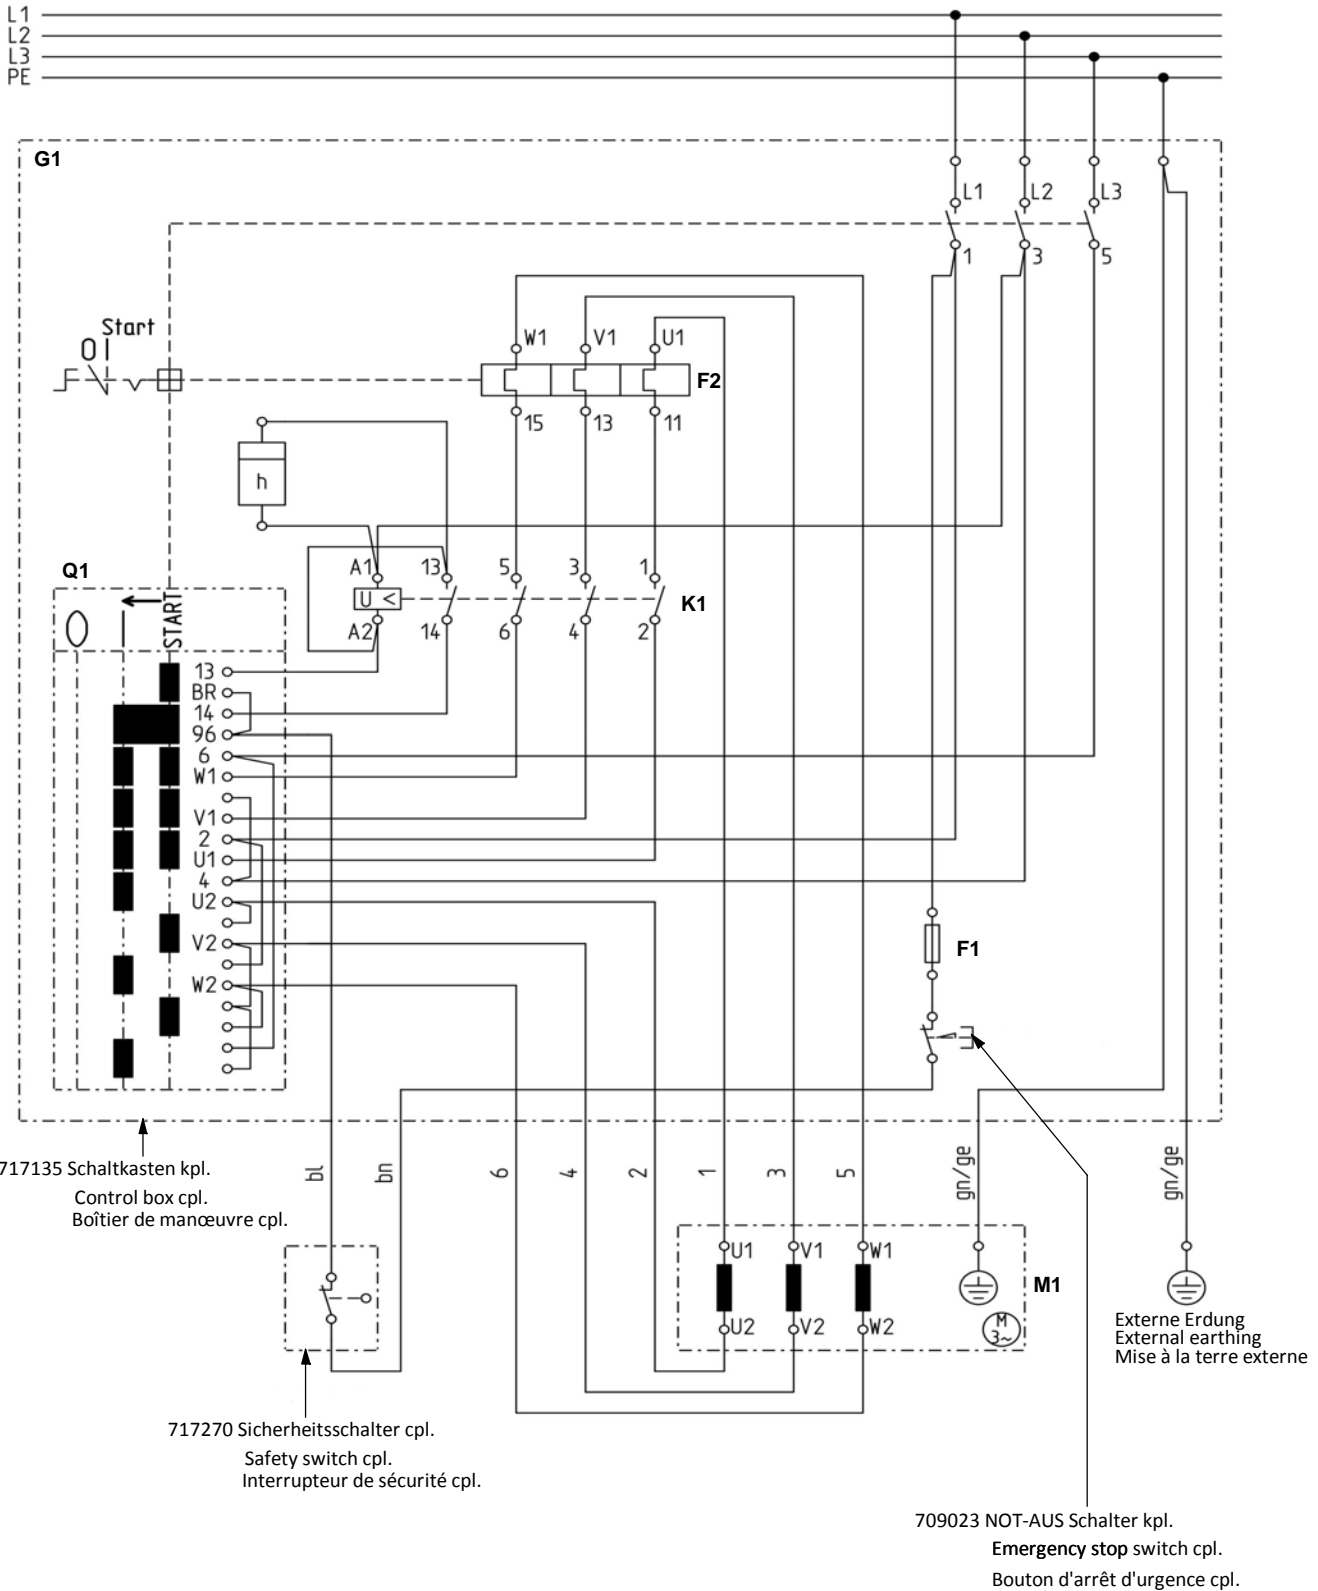 L1
L2
L3
PE
G1
L1 L2 L3
1 3 5
Start
0
W1 V1 U1
F2
15 13 11
h
Q1
A1 13 5 3 1
U <
K1
A2 14 6 4 2
START
13
BR
14
96
6
W1
V1
2
U1
4
U2
V2
W2
F1
717135 Schaltkasten kpl.
Control box cpl.
Boîtier de manœuvre cpl.
bl
bn
6
4
2
1
3
5
gn/ge
gn/ge
U1 V1 W1
M1
U2 V2 W2
M
3~
Externe Erdung
External earthing
Mise à la terre externe
717270 Sicherheitsschalter cpl.
Safety switch cpl.
Interrupteur de sécurité cpl.
709023 NOT-AUS Schalter kpl.
Emergency stop switch cpl.
Bouton d'arrêt d'urgence cpl.